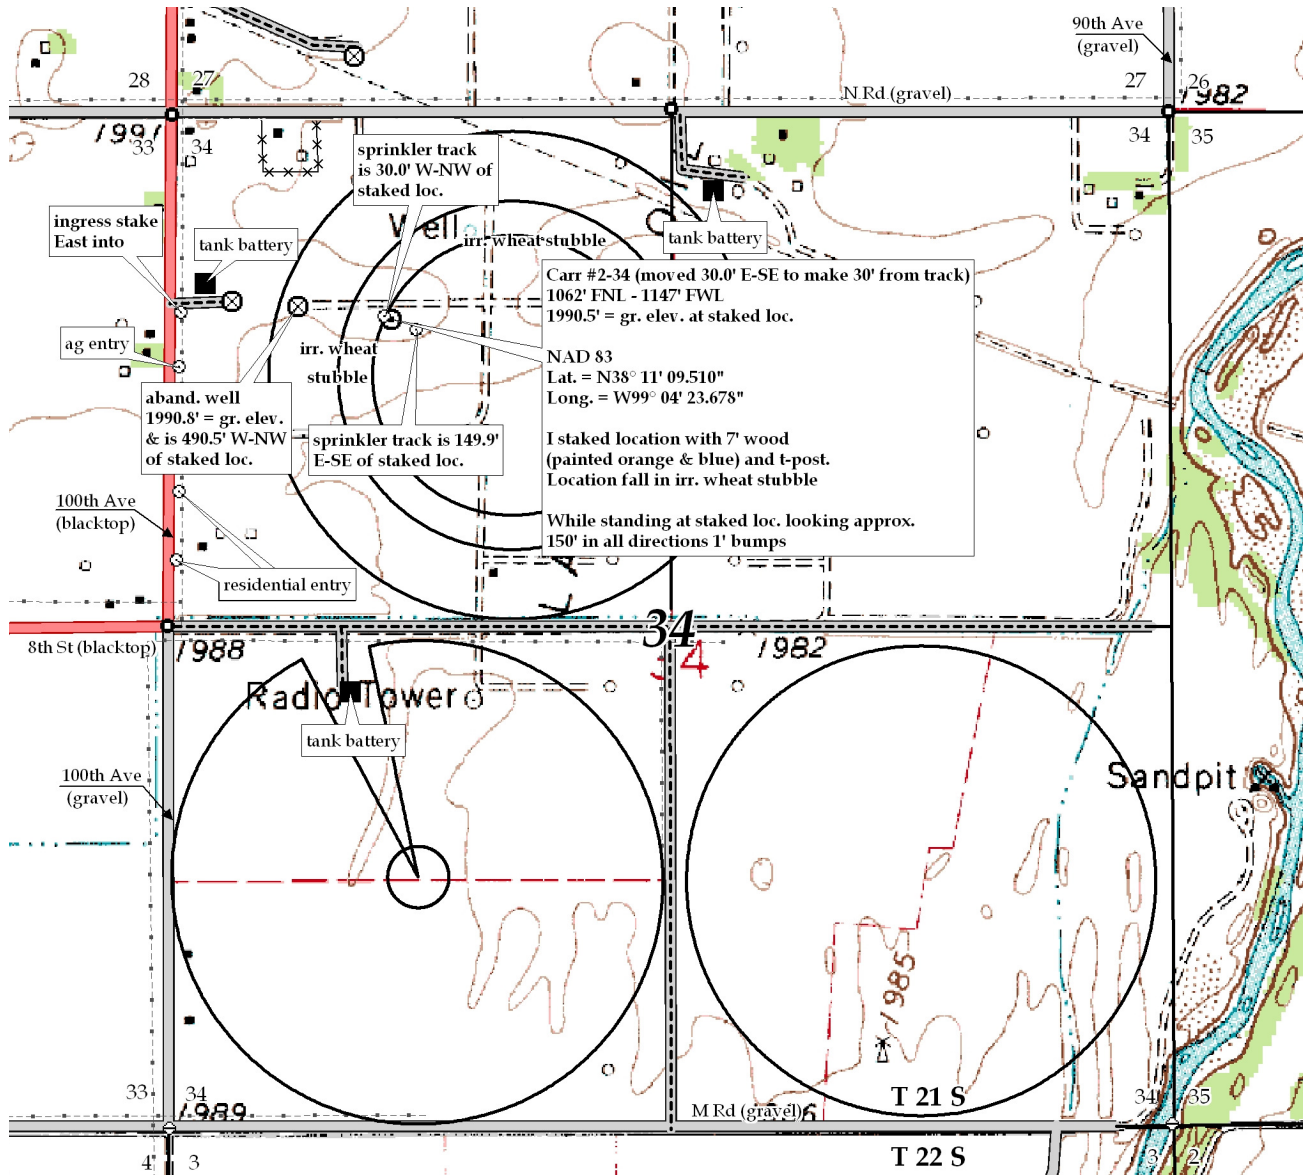 90th Ave
(gravel)
28
27
27
26
N Rd (gravel)
1982
1991
33
34
34
35
sprinkler track
is 30.0' W-NW of
staked loc.
ingress stake
East into
tank battery
Well
irr. wheat stubble
tank battery
Carr #2-34 (moved 30.0' E-SE to make 30' from track)
1062' FNL - 1147' FWL
1990.5' = gr. elev. at staked loc.
NAD 83
Lat. = N38° 11' 09.510"
Long. = W99° 04' 23.678"
I staked location with 7' wood
(painted orange & blue) and t-post.
Location fall in irr. wheat stubble
While standing at staked loc. looking approx.
150' in all directions 1' bumps
ag entry
irr. wheat
stubble
aband. well
1990.8' = gr. elev.
& is 490.5' W-NW
of staked loc.
sprinkler track is 149.9'
E-SE of staked loc.
100th Ave
(blacktop)
residential entry
34
8th St (blacktop)
1988
1982
Radio Tower
tank battery
100th Ave
(gravel)
Sandpit
1985
33
34
34
35
T 21 S
1989
M Rd (gravel)
4
3
T 22 S
3
2